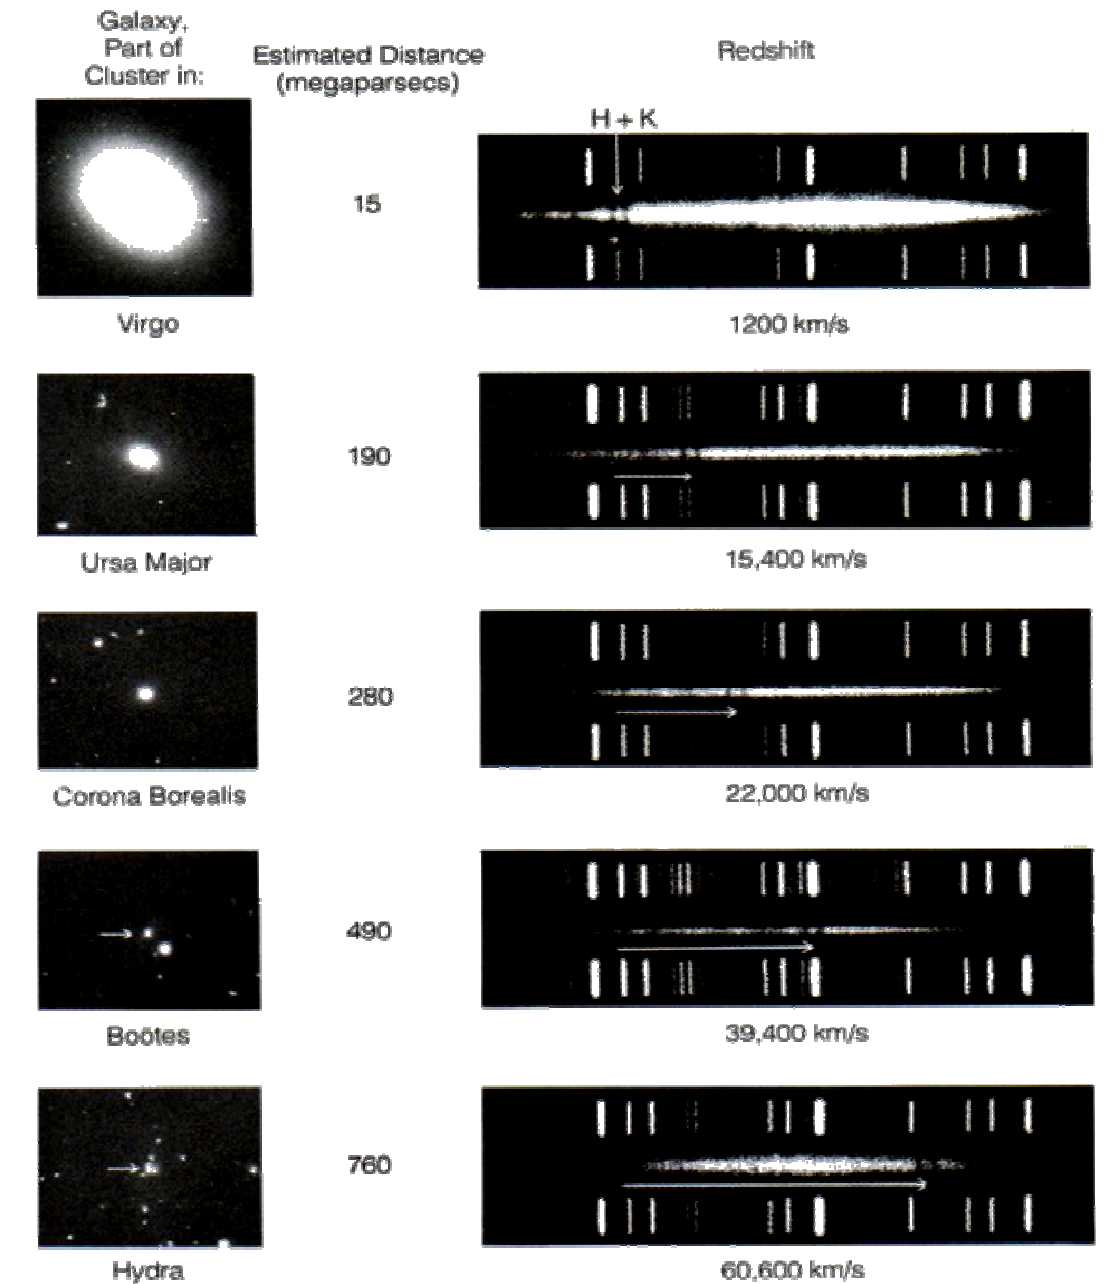 Galaxy,
Part of
Cluster in:
Estimated Distance
(megaparsecs)
Redshift
H + K
15
Virgo
1200 km/s
190
Ursa Major
15,400 km/s
280
Corona Borealis
22,000 km/s
490
Boötes
39,400 km/s
760
Hydra
60,600 km/s